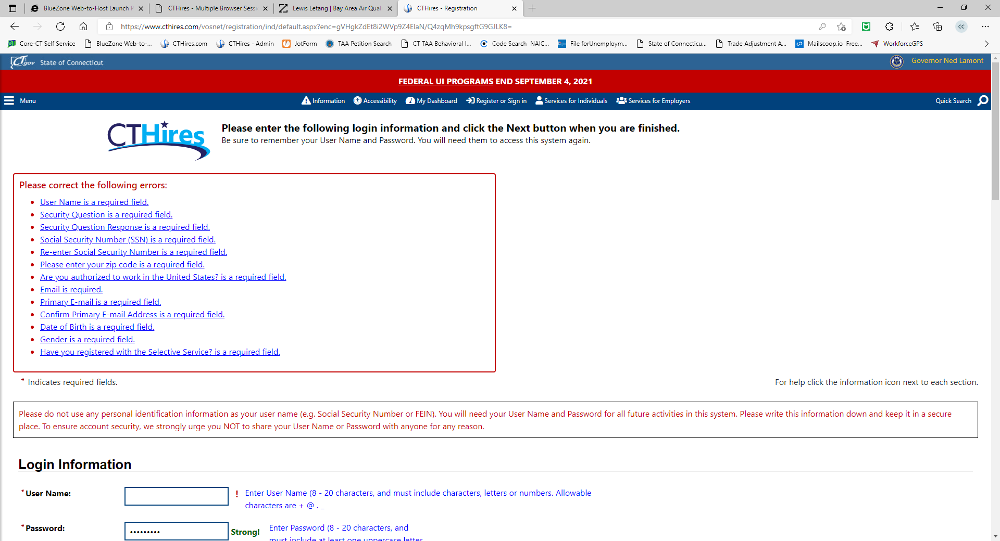 BlueZone Web-to-Host Launch P
CTHires - Multiple Browser Sessi
Lewis Letang | Bay Area Air Quali
CTHires - Registration
https://www.cthires.com/vosnet/registration/ind/default.aspx?enc=gVHgkZdEt8i2WVp9Z4ElaN/Q4zqMh9kpsgftG9GJLK8=
CC
Core-CT Self Service
BlueZone Web-to-...
CTHires.com
CTHires - Admin
JotForm
TAA Petition Search
CT TAA Behavioral I...
Code Search NAIC...
File forUnemploym...
State of Connecticu...
Trade Adjustment A...
Mailscoop.io Free...
WorkforceGPS
CT.gov State of Connecticut
Governor Ned Lamont
FEDERAL UI PROGRAMS END SEPTEMBER 4, 2021
Menu
Information
Accessibility
My Dashboard
Register or Sign in
Services for Individuals
Services for Employers
Quick Search
CTHires
Please enter the following login information and click the Next button when you are finished.
Be sure to remember your User Name and Password. You will need them to access this system again.
Please correct the following errors:
• User Name is a required field.
• Security Question is a required field.
• Security Question Response is a required field.
• Social Security Number (SSN) is a required field.
• Re-enter Social Security Number is a required field.
• Please enter your zip code is a required field.
• Are you authorized to work in the United States? is a required field.
• Email is required.
• Primary E-mail is a required field.
• Confirm Primary E-mail Address is a required field.
• Date of Birth is a required field.
• Gender is a required field.
• Have you registered with the Selective Service? is a required field.
* Indicates required fields.
For help click the information icon next to each section.
Please do not use any personal identification information as your user name (e.g. Social Security Number or FEIN). You will need your User Name and Password for all future activities in this system. Please write this information down and keep it in a secure
place. To ensure account security, we strongly urge you NOT to share your User Name or Password with anyone for any reason.
Login Information
* User Name:
! Enter User Name (8 - 20 characters, and must include characters, letters or numbers. Allowable
characters are + @ . _
* Password:
•••••••••
Strong!
Enter Password (8 - 20 characters, and
must include at least one uppercase letter